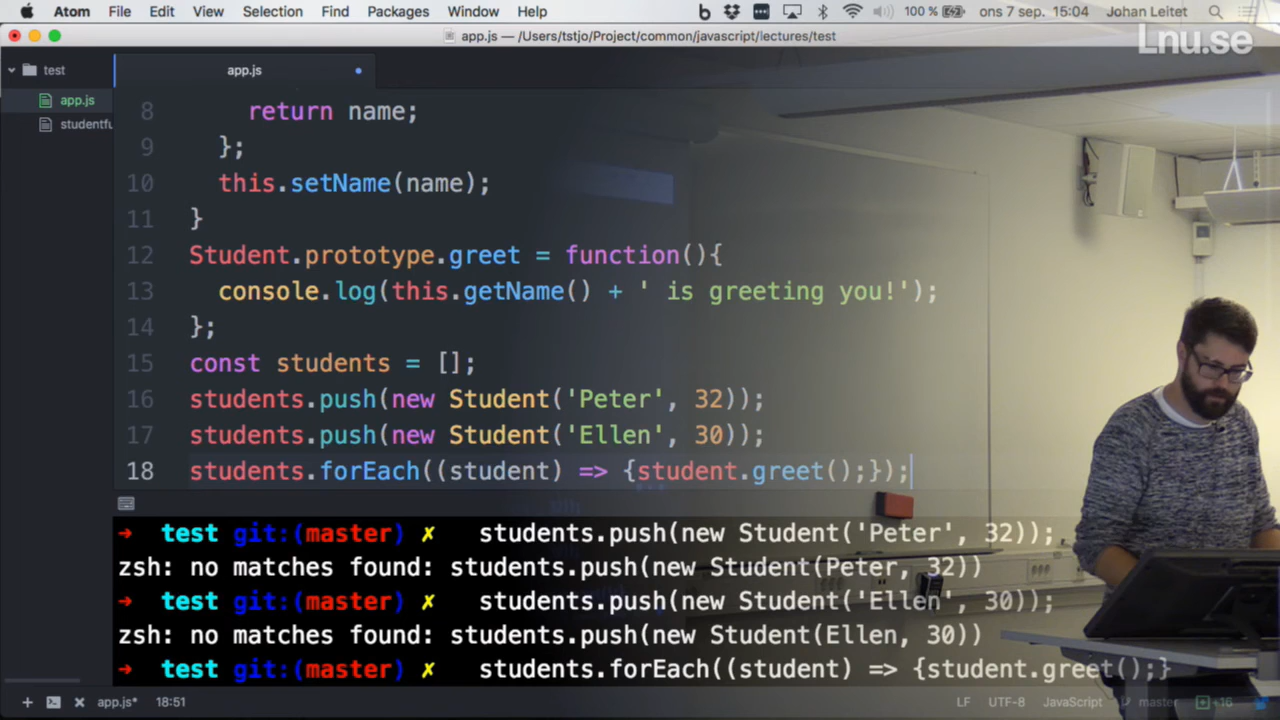 Atom File Edit View Selection Find Packages Window Help 100 % ons 7 sep. 15:04 Johan Leitet
app.js — /Users/tstjo/Project/common/javascript/lectures/test
Lnu.se
test
app.js
app.js
studentfu
8 return name;
9 };
10 this.setName(name);
11 }
12 Student.prototype.greet = function(){
13 console.log(this.getName() + ' is greeting you!');
14 };
15 const students = [];
16 students.push(new Student('Peter', 32));
17 students.push(new Student('Ellen', 30));
18 students.forEach((student) => {student.greet();});
→ test git:(master) ✗ students.push(new Student('Peter', 32));
zsh: no matches found: students.push(new Student(Peter, 32))
→ test git:(master) ✗ students.push(new Student('Ellen', 30));
zsh: no matches found: students.push(new Student(Ellen, 30))
→ test git:(master) ✗ students.forEach((student) => {student.greet();}
app.js* 18:51 LF UTF-8 JavaScript master +16